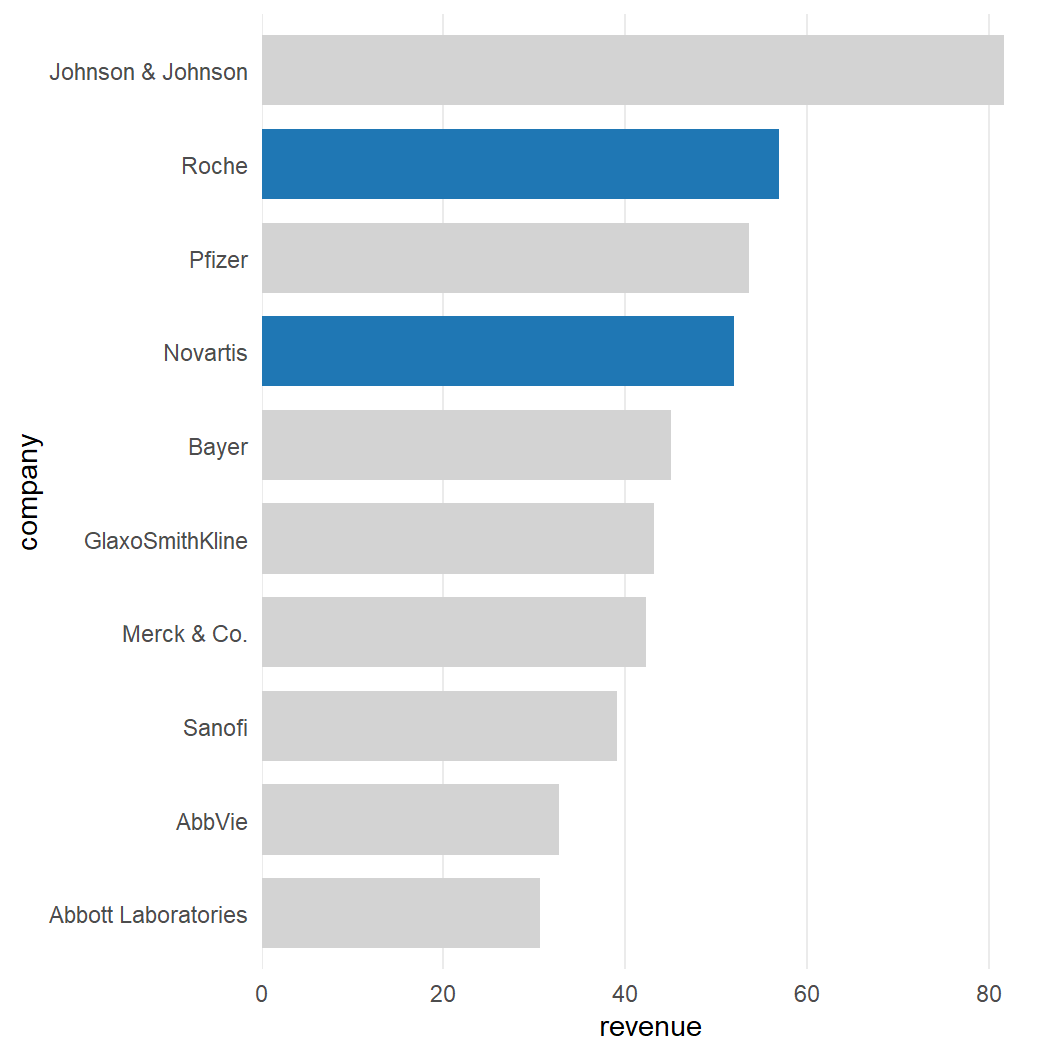 Johnson & Johnson
Roche
Pfizer
Novartis
Bayer
GlaxoSmithKline
Merck & Co.
Sanofi
AbbVie
Abbott Laboratories
company
0 20 40 60 80
revenue